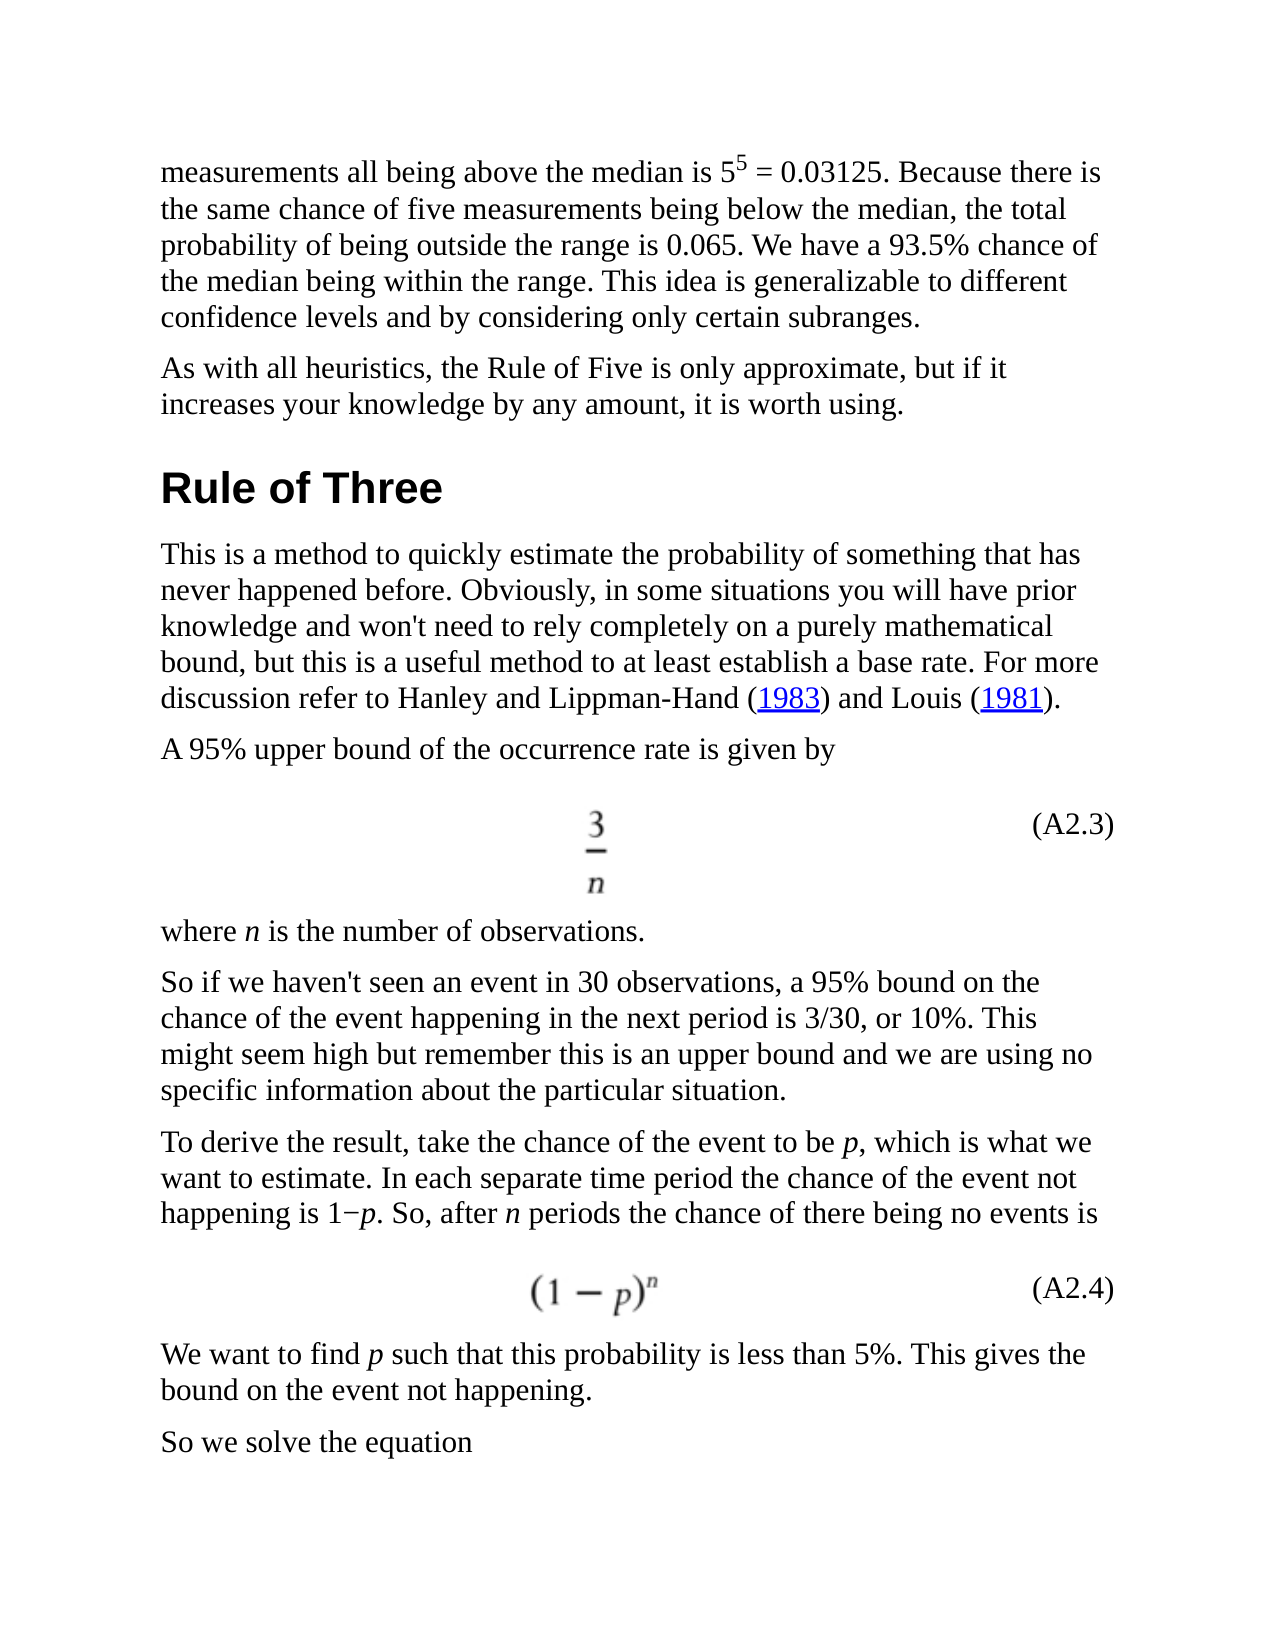 measurements all being above the median is 5⁵ = 0.03125. Because there is
the same chance of five measurements being below the median, the total
probability of being outside the range is 0.065. We have a 93.5% chance of
the median being within the range. This idea is generalizable to different
confidence levels and by considering only certain subranges.
As with all heuristics, the Rule of Five is only approximate, but if it
increases your knowledge by any amount, it is worth using.
Rule of Three
This is a method to quickly estimate the probability of something that has
never happened before. Obviously, in some situations you will have prior
knowledge and won't need to rely completely on a purely mathematical
bound, but this is a useful method to at least establish a base rate. For more
discussion refer to Hanley and Lippman-Hand (1983) and Louis (1981).
A 95% upper bound of the occurrence rate is given by
3 (A2.3)
n
where n is the number of observations.
So if we haven't seen an event in 30 observations, a 95% bound on the
chance of the event happening in the next period is 3/30, or 10%. This
might seem high but remember this is an upper bound and we are using no
specific information about the particular situation.
To derive the result, take the chance of the event to be p, which is what we
want to estimate. In each separate time period the chance of the event not
happening is 1−p. So, after n periods the chance of there being no events is
(1 − p)ⁿ (A2.4)
We want to find p such that this probability is less than 5%. This gives the
bound on the event not happening.
So we solve the equation